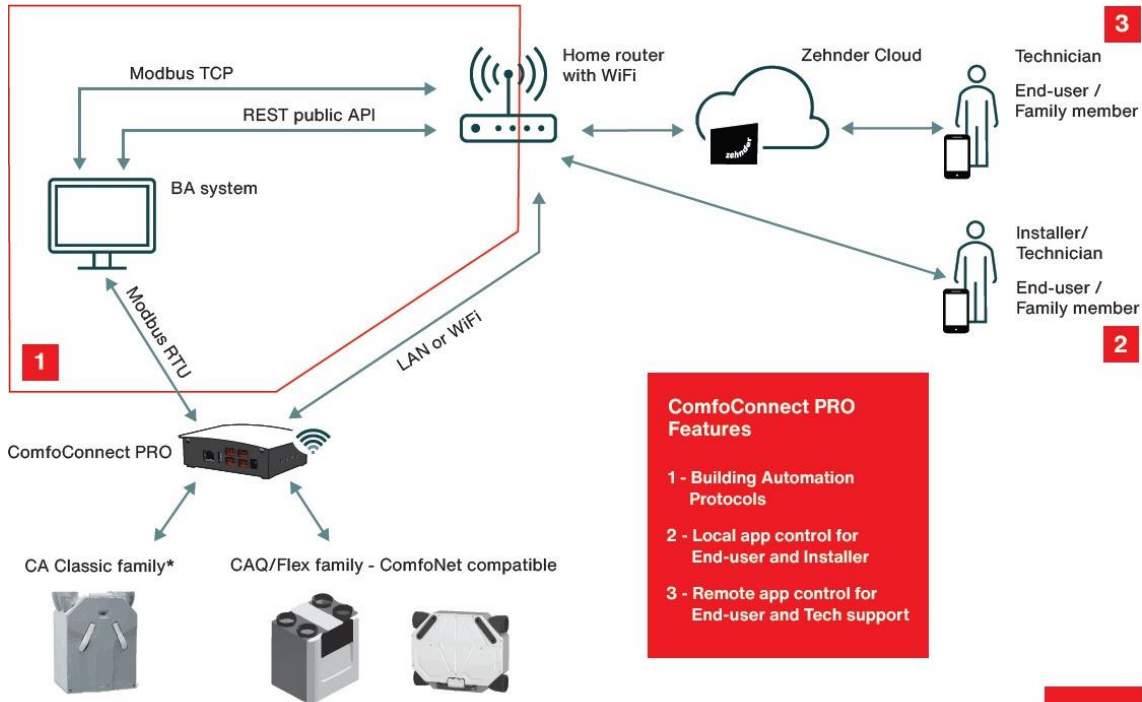 3
Modbus TCP
REST public API
BA system
Home router
with WiFi
Zehnder Cloud
zehnder
Technician
End-user /
Family member
Installer/
Technician
End-user /
Family member
2
1
Modbus RTU
LAN or WiFi
ComfoConnect PRO
CA Classic family*
CAQ/Flex family - ComfoNet compatible
ComfoConnect PRO
Features
1 - Building Automation
Protocols
2 - Local app control for
End-user and Installer
3 - Remote app control for
End-user and Tech support